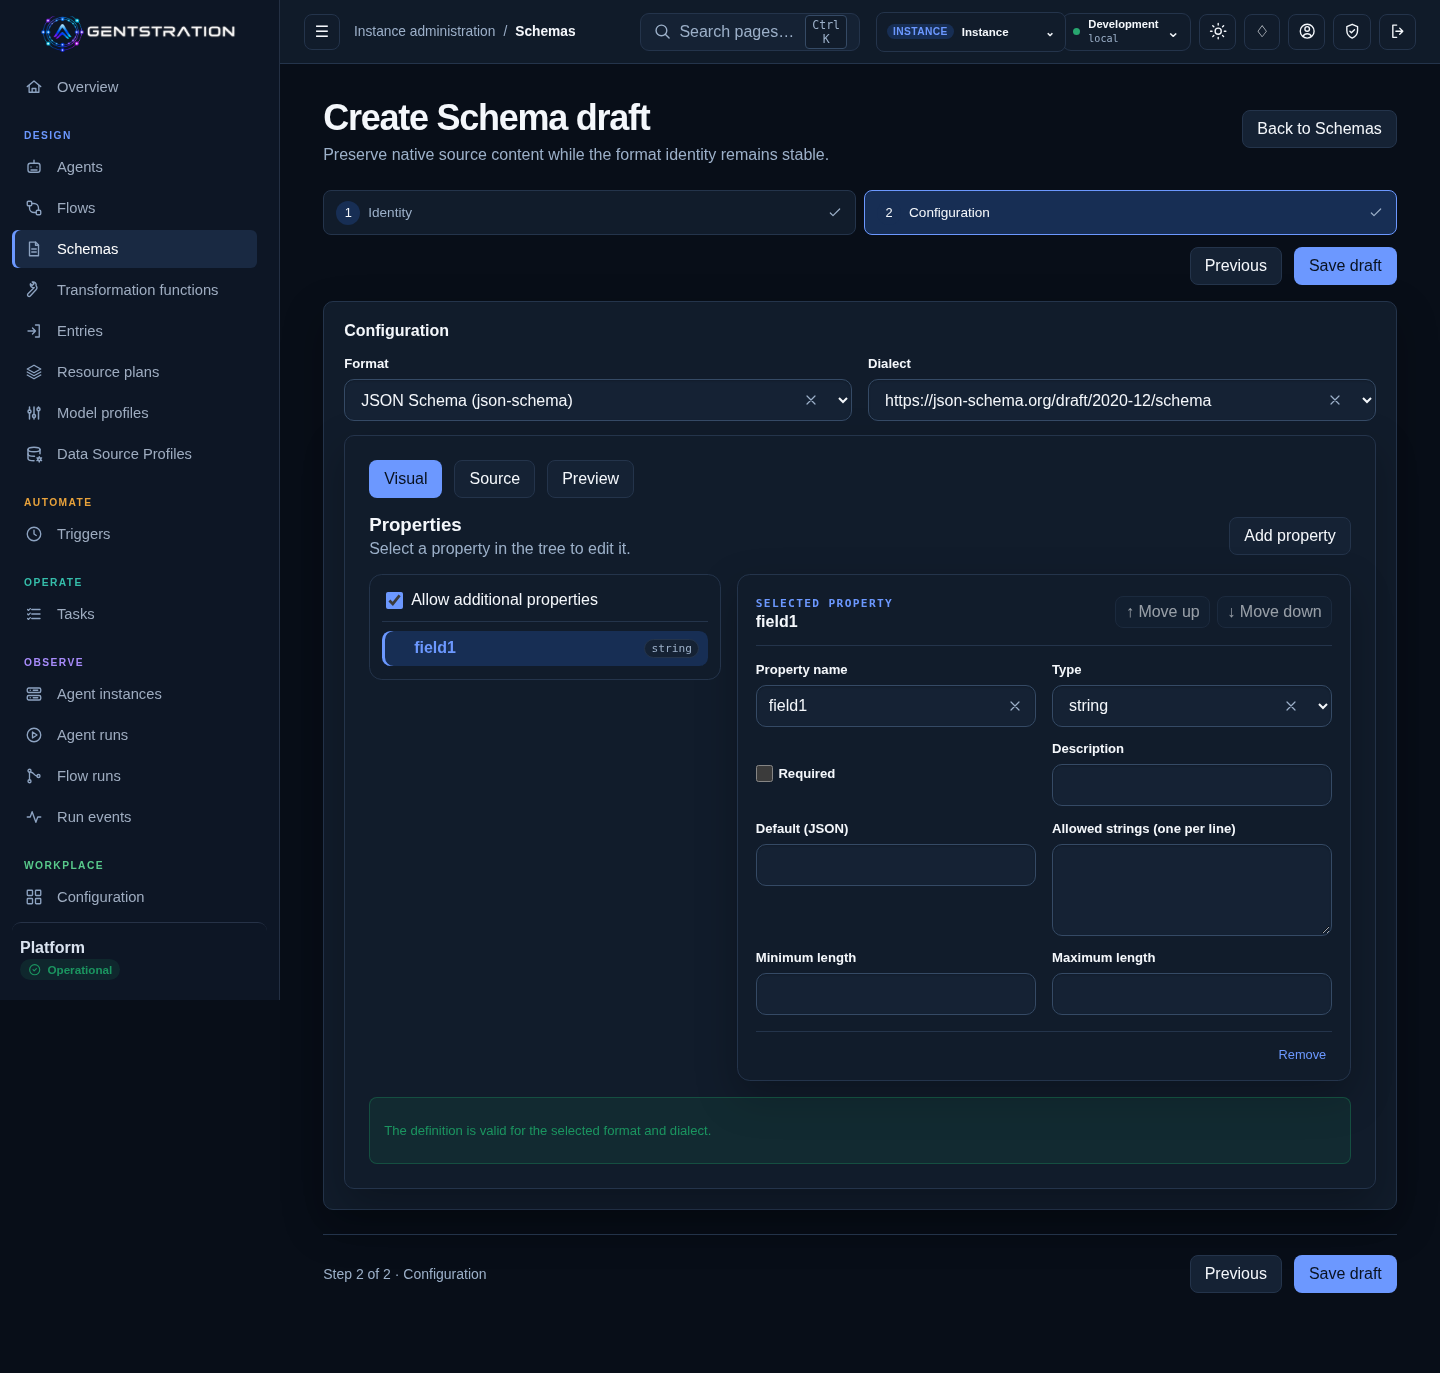 GENTSTRATION
Overview
DESIGN
Agents
Flows
Schemas
Transformation functions
Entries
Resource plans
Model profiles
Data Source Profiles
AUTOMATE
Triggers
OPERATE
Tasks
OBSERVE
Agent instances
Agent runs
Flow runs
Run events
WORKPLACE
Configuration
Platform
Operational
Instance administration / Schemas
Search pages… Ctrl K
INSTANCE Instance
Development
local
Create Schema draft
Preserve native source content while the format identity remains stable.
Back to Schemas
1 Identity
2 Configuration
Previous Save draft
Configuration
Format
JSON Schema (json-schema)
Dialect
https://json-schema.org/draft/2020-12/schema
Visual Source Preview
Properties
Select a property in the tree to edit it.
Add property
Allow additional properties
field1 string
SELECTED PROPERTY
field1
↑ Move up ↓ Move down
Property name
field1
Type
string
Required
Description
Default (JSON)
Allowed strings (one per line)
Minimum length
Maximum length
Remove
The definition is valid for the selected format and dialect.
Step 2 of 2 · Configuration
Previous Save draft